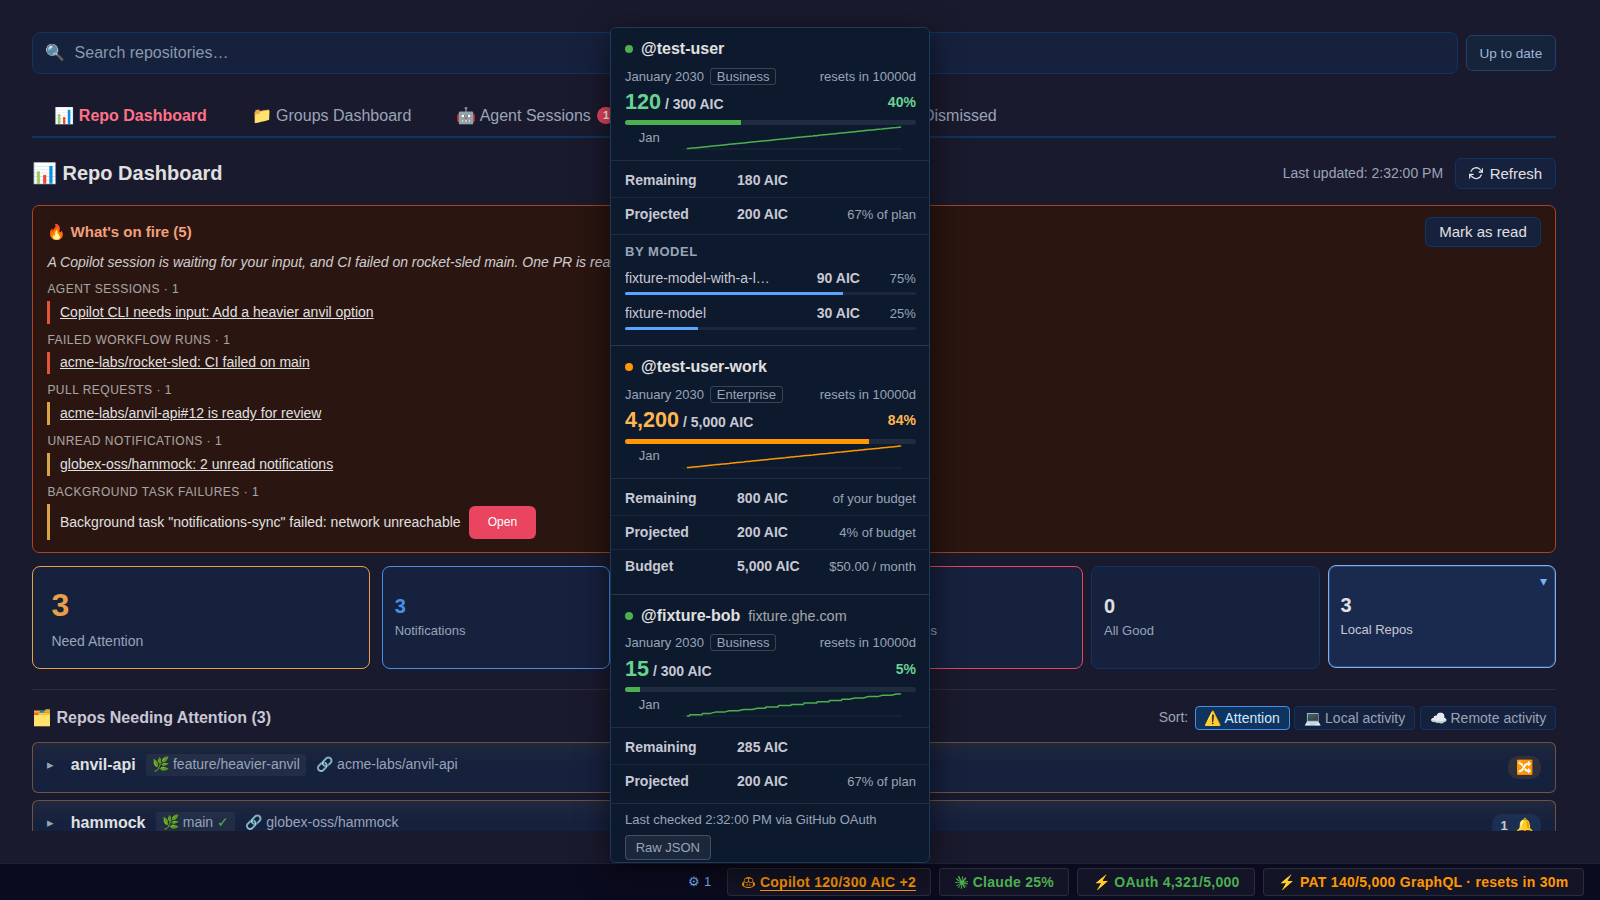 Search repositories…
Up to date
Repo Dashboard
Groups Dashboard
Agent Sessions 1
Dismissed
Repo Dashboard
Last updated: 2:32:00 PM
Refresh
What's on fire (5)
Mark as read
A Copilot session is waiting for your input, and CI failed on rocket-sled main. One PR is rea
AGENT SESSIONS · 1
Copilot CLI needs input: Add a heavier anvil option
FAILED WORKFLOW RUNS · 1
acme-labs/rocket-sled: CI failed on main
PULL REQUESTS · 1
acme-labs/anvil-api#12 is ready for review
UNREAD NOTIFICATIONS · 1
globex-oss/hammock: 2 unread notifications
BACKGROUND TASK FAILURES · 1
Background task "notifications-sync" failed: network unreachable Open
3
Need Attention
3
Notifications
s
0
All Good
3
Local Repos
Repos Needing Attention (3)
Sort: Attention Local activity Remote activity
anvil-api feature/heavier-anvil acme-labs/anvil-api
hammock main ✓ globex-oss/hammock 1
@test-user
January 2030 Business resets in 10000d
120 / 300 AIC 40%
Jan
Remaining 180 AIC
Projected 200 AIC 67% of plan
BY MODEL
fixture-model-with-a-l… 90 AIC 75%
fixture-model 30 AIC 25%
@test-user-work
January 2030 Enterprise resets in 10000d
4,200 / 5,000 AIC 84%
Jan
Remaining 800 AIC of your budget
Projected 200 AIC 4% of budget
Budget 5,000 AIC $50.00 / month
@fixture-bob fixture.ghe.com
January 2030 Business resets in 10000d
15 / 300 AIC 5%
Jan
Remaining 285 AIC
Projected 200 AIC 67% of plan
Last checked 2:32:00 PM via GitHub OAuth
Raw JSON
1
Copilot 120/300 AIC +2
Claude 25%
OAuth 4,321/5,000
PAT 140/5,000 GraphQL · resets in 30m